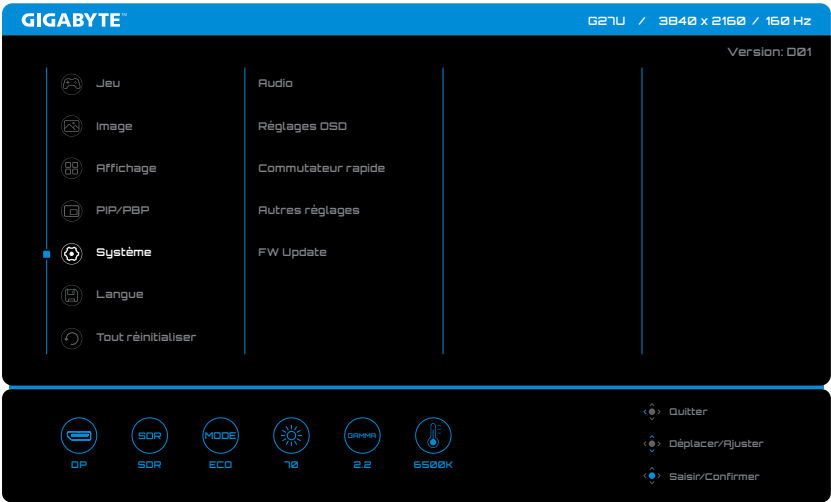 GIGABYTE™
G27U / 3840 x 2160 / 160 Hz
Version: D01
Jeu
Image
Affichage
PIP/PBP
Système
Langue
Tout réinitialiser
Audio
Réglages OSD
Commutateur rapide
Autres réglages
FW Update
SDR
MODE
GAMMA
DP
SDR
ECO
70
2.2
6500K
Quitter
Déplacer/Ajuster
Saisir/Confirmer